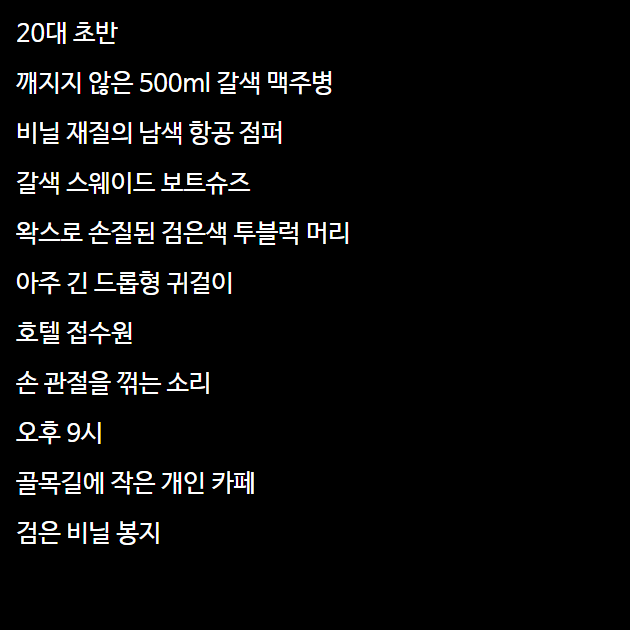 20대 초반
깨지지 않은 500ml 갈색 맥주병
비닐 재질의 남색 항공 점퍼
갈색 스웨이드 보트슈즈
왁스로 손질된 검은색 투블럭 머리
아주 긴 드롭형 귀걸이
호텔 접수원
손 관절을 꺾는 소리
오후 9시
골목길에 작은 개인 카페
검은 비닐 봉지